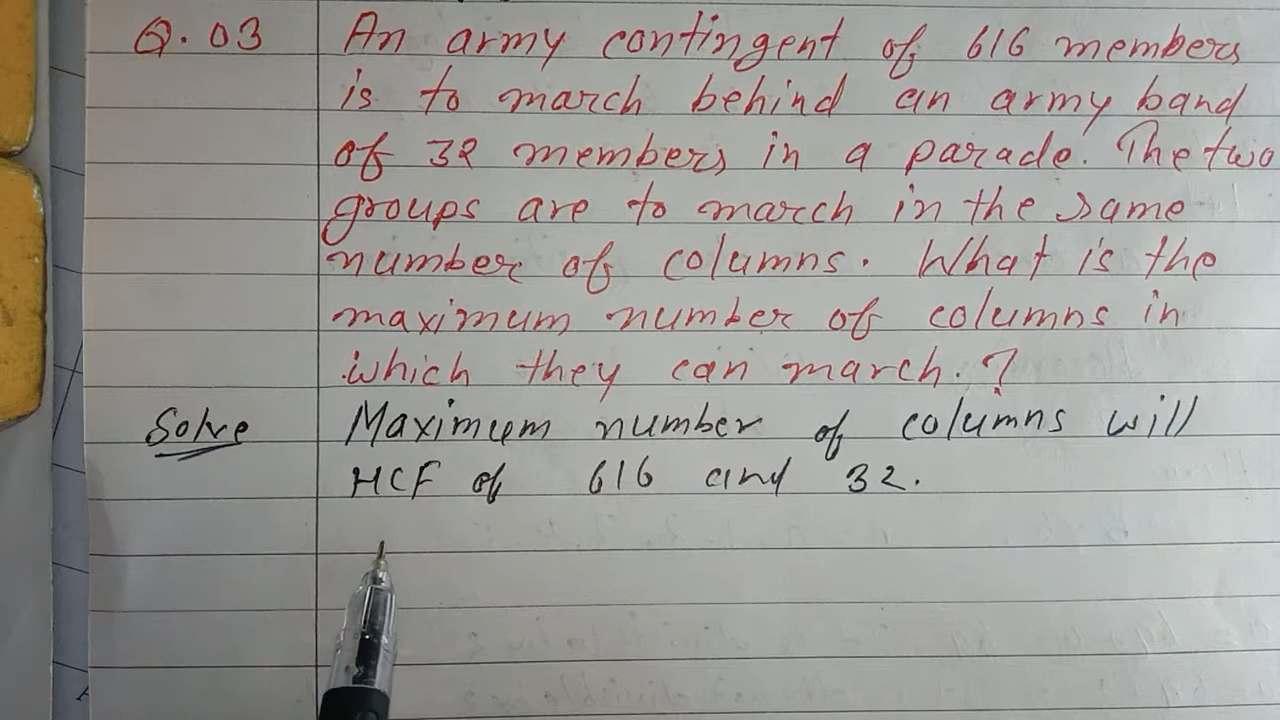 Q.03 An army contingent of 616 members
is to march behind an army band
of 32 members in a parade. The two
groups are to march in the same
number of columns. What is the
maximum number of columns in
which they can march.?
Solve Maximum number of columns will
HCF of 616 and 32.